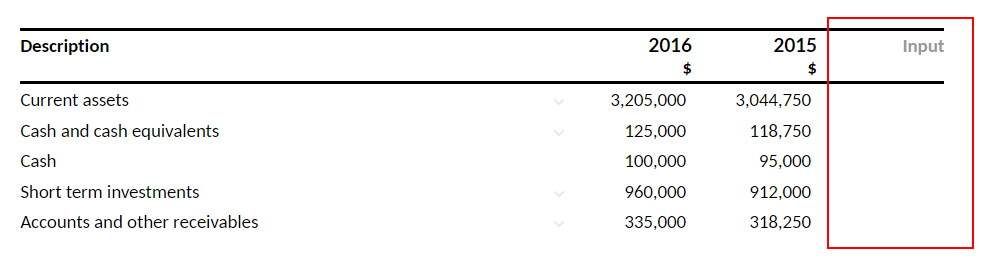 Description 2016 2015 Input
$ $
Current assets 3,205,000 3,044,750
Cash and cash equivalents 125,000 118,750
Cash 100,000 95,000
Short term investments 960,000 912,000
Accounts and other receivables 335,000 318,250